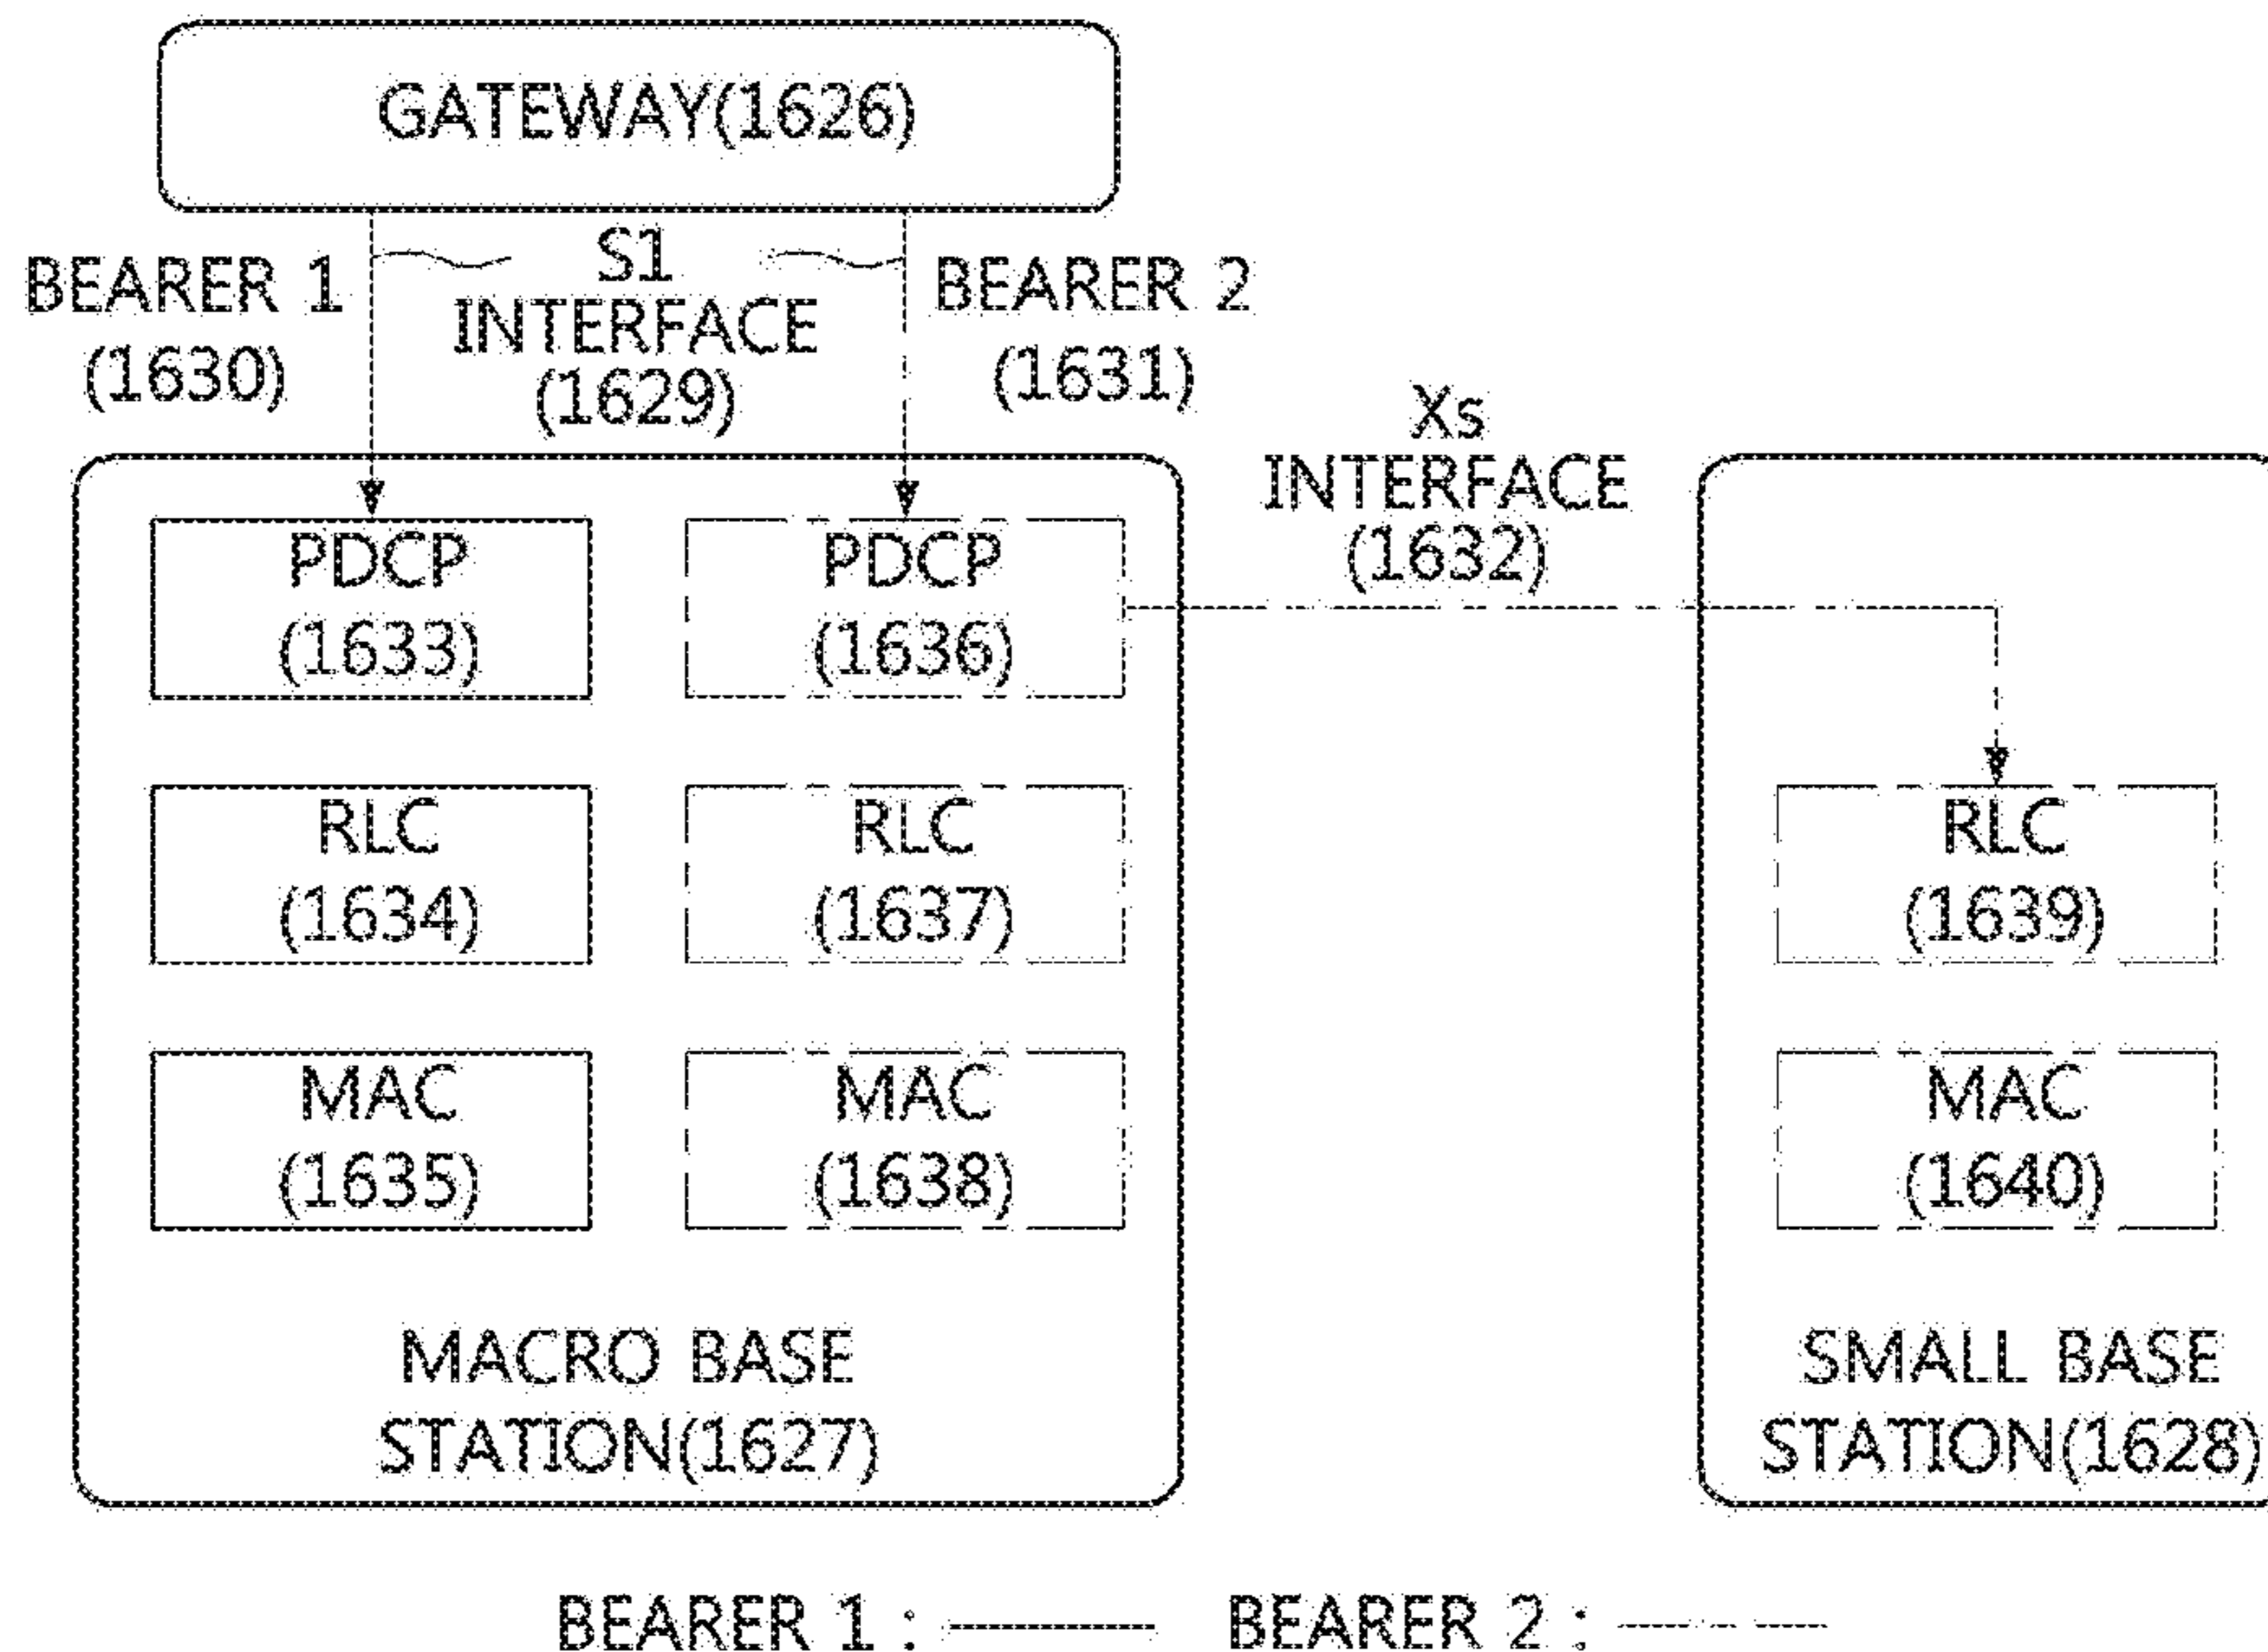 GATEWAY(1626)
BEARER 1
(1630)
S1
INTERFACE
(1629)
BEARER 2
(1631)
Xs
INTERFACE
(1632)
PDCP
(1633)
PDCP
(1636)
RLC
(1634)
RLC
(1637)
RLC
(1639)
MAC
(1635)
MAC
(1638)
MAC
(1640)
MACRO BASE
STATION(1627)
SMALL BASE
STATION(1628)
BEARER 1 :
BEARER 2 :